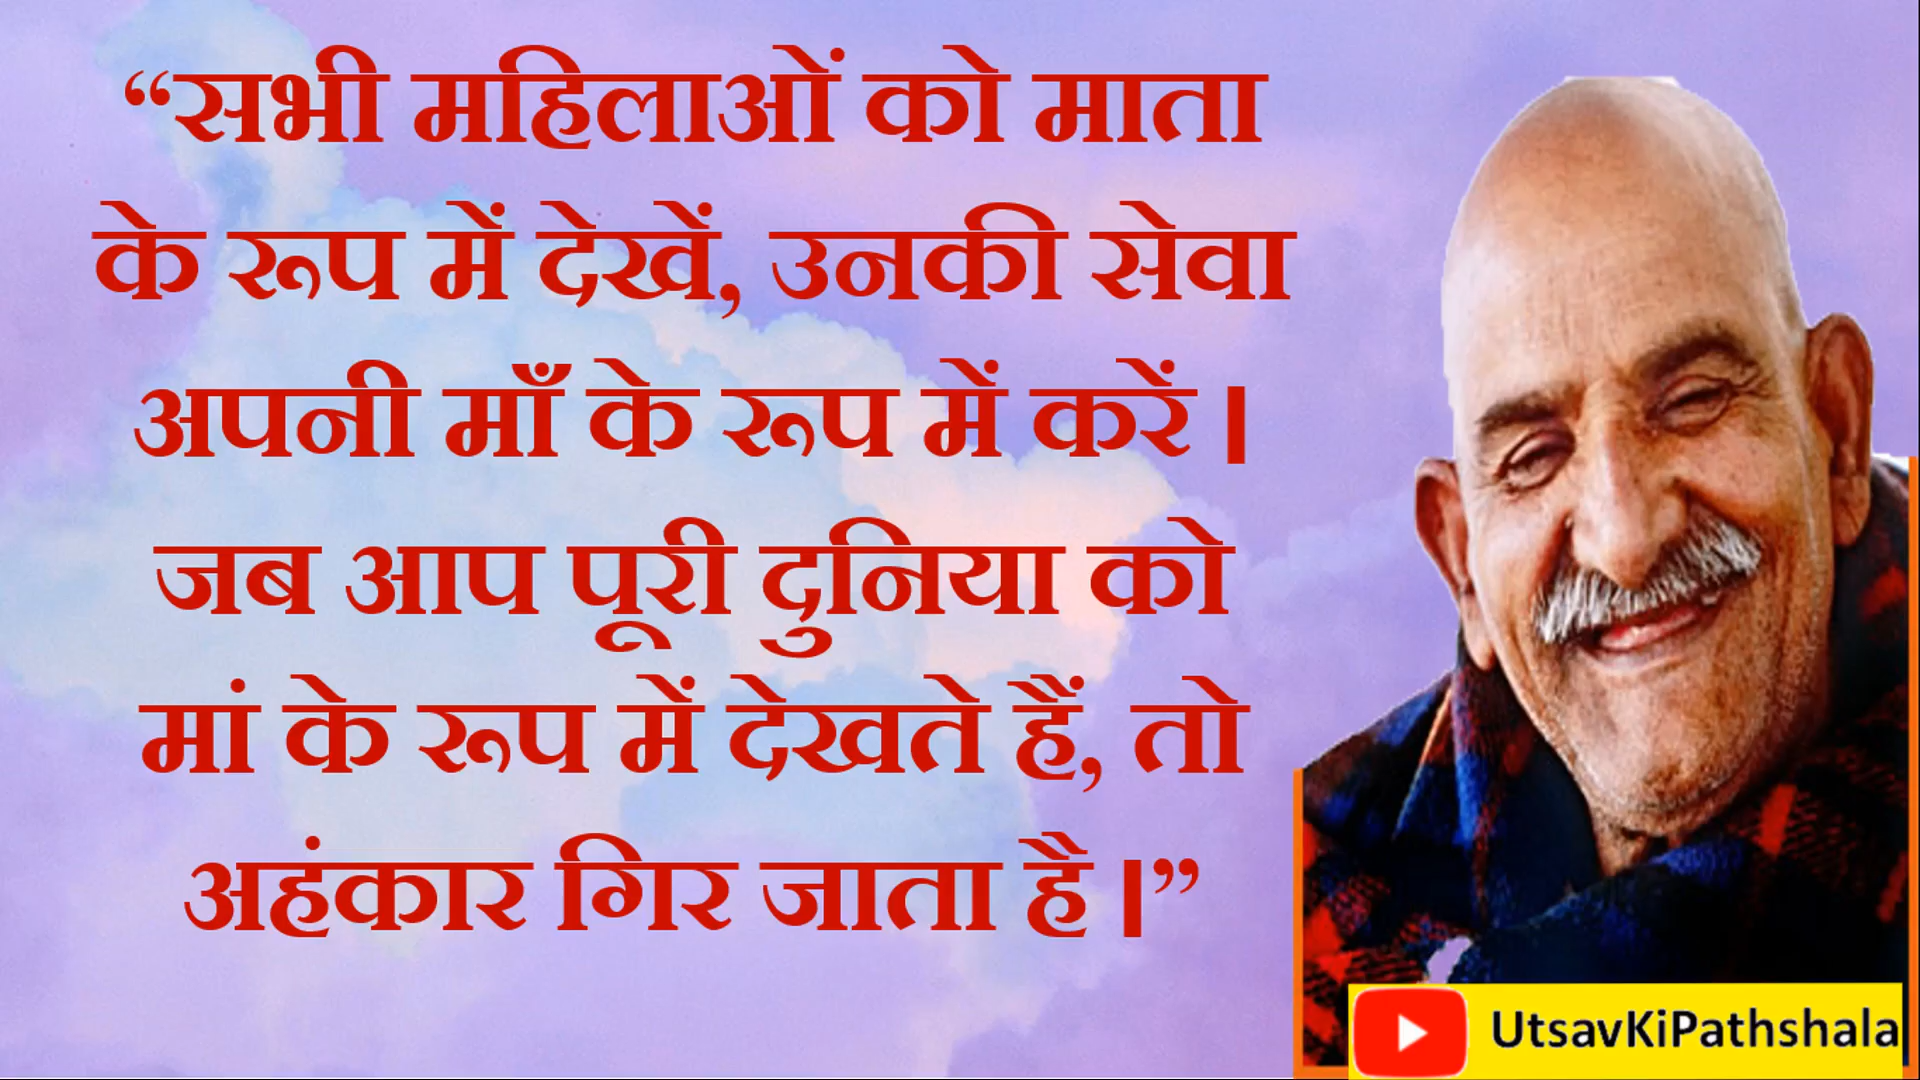 “सभी महिलाओं को माता
के रूप में देखें, उनकी सेवा
अपनी माँ के रूप में करें।
जब आप पूरी दुनिया को
मां के रूप में देखते हैं, तो
अहंकार गिर जाता है।”
UtsavKiPathshala